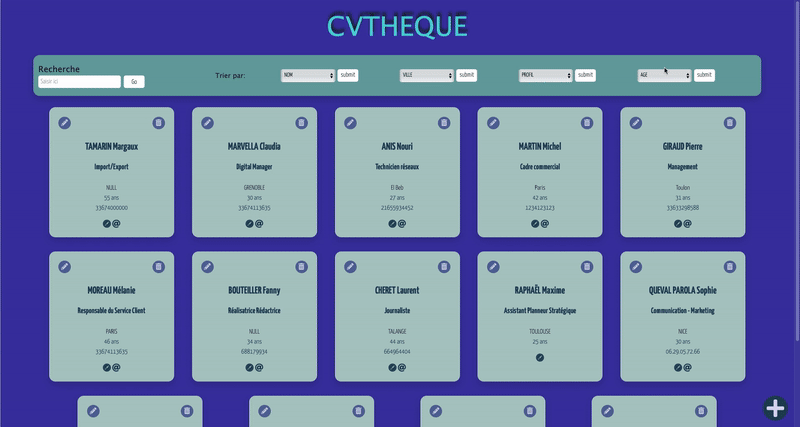 CVTHEQUE
Recherche
Saisir ici
Go
Trier par:
NOM
submit
VILLE
submit
PROFIL
submit
AGE
submit
TAMARIN Margaux
Import/Export
NULL
55 ans
33674000000
MARVELLA Claudia
Digital Manager
GRENOBLE
30 ans
33674113635
ANIS Nouri
Technicien réseaux
El Beb
27 ans
21655934452
MARTIN Michel
Cadre commercial
Paris
42 ans
1234123123
GIRAUD Pierre
Management
Toulon
31 ans
33633298588
MOREAU Mélanie
Responsable du Service Client
PARIS
46 ans
33674113635
BOUTEILLER Fanny
Réalisatrice Rédactrice
NULL
34 ans
688179934
CHERET Laurent
Journaliste
TALANGE
44 ans
664964404
RAPHAËL Maxime
Assistant Planneur Stratégique
TOULOUSE
25 ans
QUEVAL PAROLA Sophie
Communication - Marketing
NICE
30 ans
06.29.05.72.66